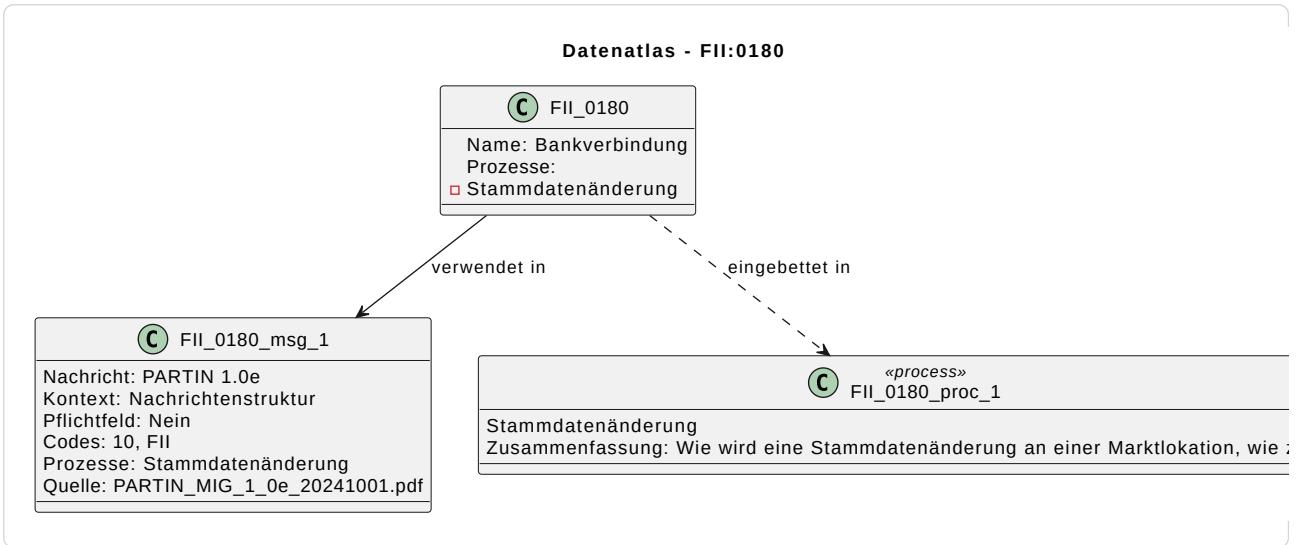 Datenatlas - FII:0180
C FII_0180
Name: Bankverbindung
Prozesse:
Stammdatenänderung
verwendet in
eingebettet in
C FII_0180_msg_1
Nachricht: PARTIN 1.0e
Kontext: Nachrichtenstruktur
Pflichtfeld: Nein
Codes: 10, FII
Prozesse: Stammdatenänderung
Quelle: PARTIN_MIG_1_0e_20241001.pdf
«process»
C FII_0180_proc_1
Stammdatenänderung
Zusammenfassung: Wie wird eine Stammdatenänderung an einer Marktlokation, wie z